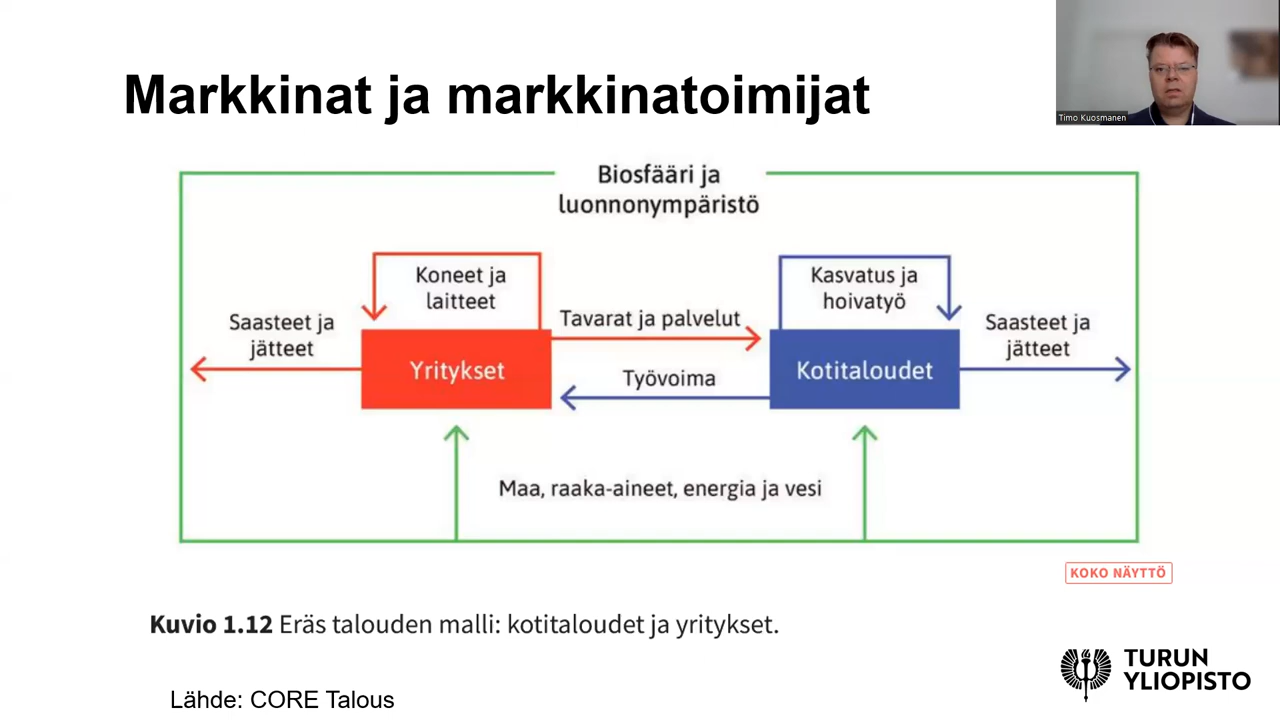 Markkinat ja markkinatoimijat
Timo Kuosmanen
Biosfääri ja
luonnonympäristö
Koneet ja
laitteet
Kasvatus ja
hoivatyö
Saasteet ja
jätteet
Tavarat ja palvelut
Saasteet ja
jätteet
Yritykset
Työvoima
Kotitaloudet
Maa, raaka-aineet, energia ja vesi
KOKO NÄYTTÖ
Kuvio 1.12 Eräs talouden malli: kotitaloudet ja yritykset.
TURUN
YLIOPISTO
Lähde: CORE Talous